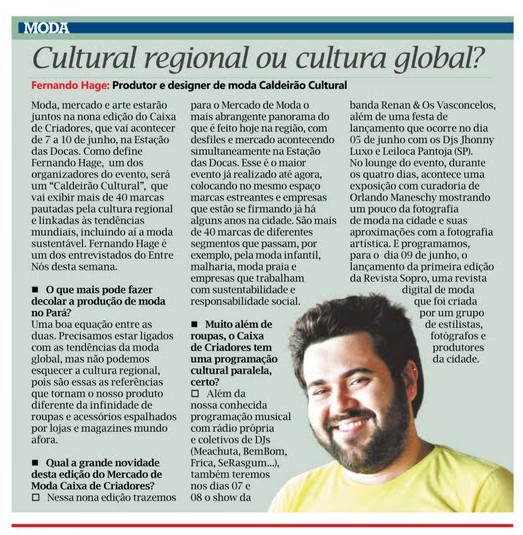 MODA
Cultural regional ou cultura global?
Fernando Hage: Produtor e designer de moda Caldeirão Cultural
Moda, mercado e arte estarão
juntos na nona edição do Caixa
de Criadores, que vai acontecer
de 7 a 10 de junho, na Estação
das Docas. Como define
Fernando Hage, um dos
organizadores do evento, será
um “Caldeirão Cultural”, que
vai exibir mais de 40 marcas
pautadas pela cultura regional
e linkadas às tendências
mundiais, incluindo aí a moda
sustentável. Fernando Hage é
um dos entrevistados do Entre
Nós desta semana.
■ O que mais pode fazer
decolar a produção de moda
no Pará?
Uma boa equação entre as
duas. Precisamos estar ligados
com as tendências da moda
global, mas não podemos
esquecer a cultura regional,
pois são essas as referências
que tornam o nosso produto
diferente da infinidade de
roupas e acessórios espalhados
por lojas e magazines mundo
afora.
■ Qual a grande novidade
desta edição do Mercado de
Moda Caixa de Criadores?
□ Nessa nona edição trazemos
para o Mercado de Moda o
mais abrangente panorama do
que é feito hoje na região, com
desfiles e mercado acontecendo
simultaneamente na Estação
das Docas. Esse é o maior
evento já realizado até agora,
colocando no mesmo espaço
marcas estreantes e empresas
que estão se firmando já há
alguns anos na cidade. São mais
de 40 marcas de diferentes
segmentos que passam, por
exemplo, pela moda infantil,
malharia, moda praia e
empresas que trabalham
com sustentabilidade e
responsabilidade social.
■ Muito além de
roupas, o Caixa
de Criadores tem
uma programação
cultural paralela,
certo?
□ Além da
nossa conhecida
programação musical
com rádio própria
e coletivos de DJs
(Meachuta, BemBom,
Frica, SeRasgum...),
também teremos
nos dias 07 e
08 o show da
banda Renan & Os Vasconcelos,
além de uma festa de
lançamento que ocorre no dia
05 de junho com os Djs Jhonny
Luxo e Leiloca Pantoja (SP).
No lounge do evento, durante
os quatro dias, acontece uma
exposição com curadoria de
Orlando Maneschy mostrando
um pouco da fotografia
de moda na cidade e suas
aproximações com a fotografia
artística. E programamos,
para o dia 09 de junho, o
lançamento da primeira edição
da Revista Sopro, uma revista
digital de moda
que foi criada
por um grupo
de estilistas,
fotógrafos e
produtores
da cidade.